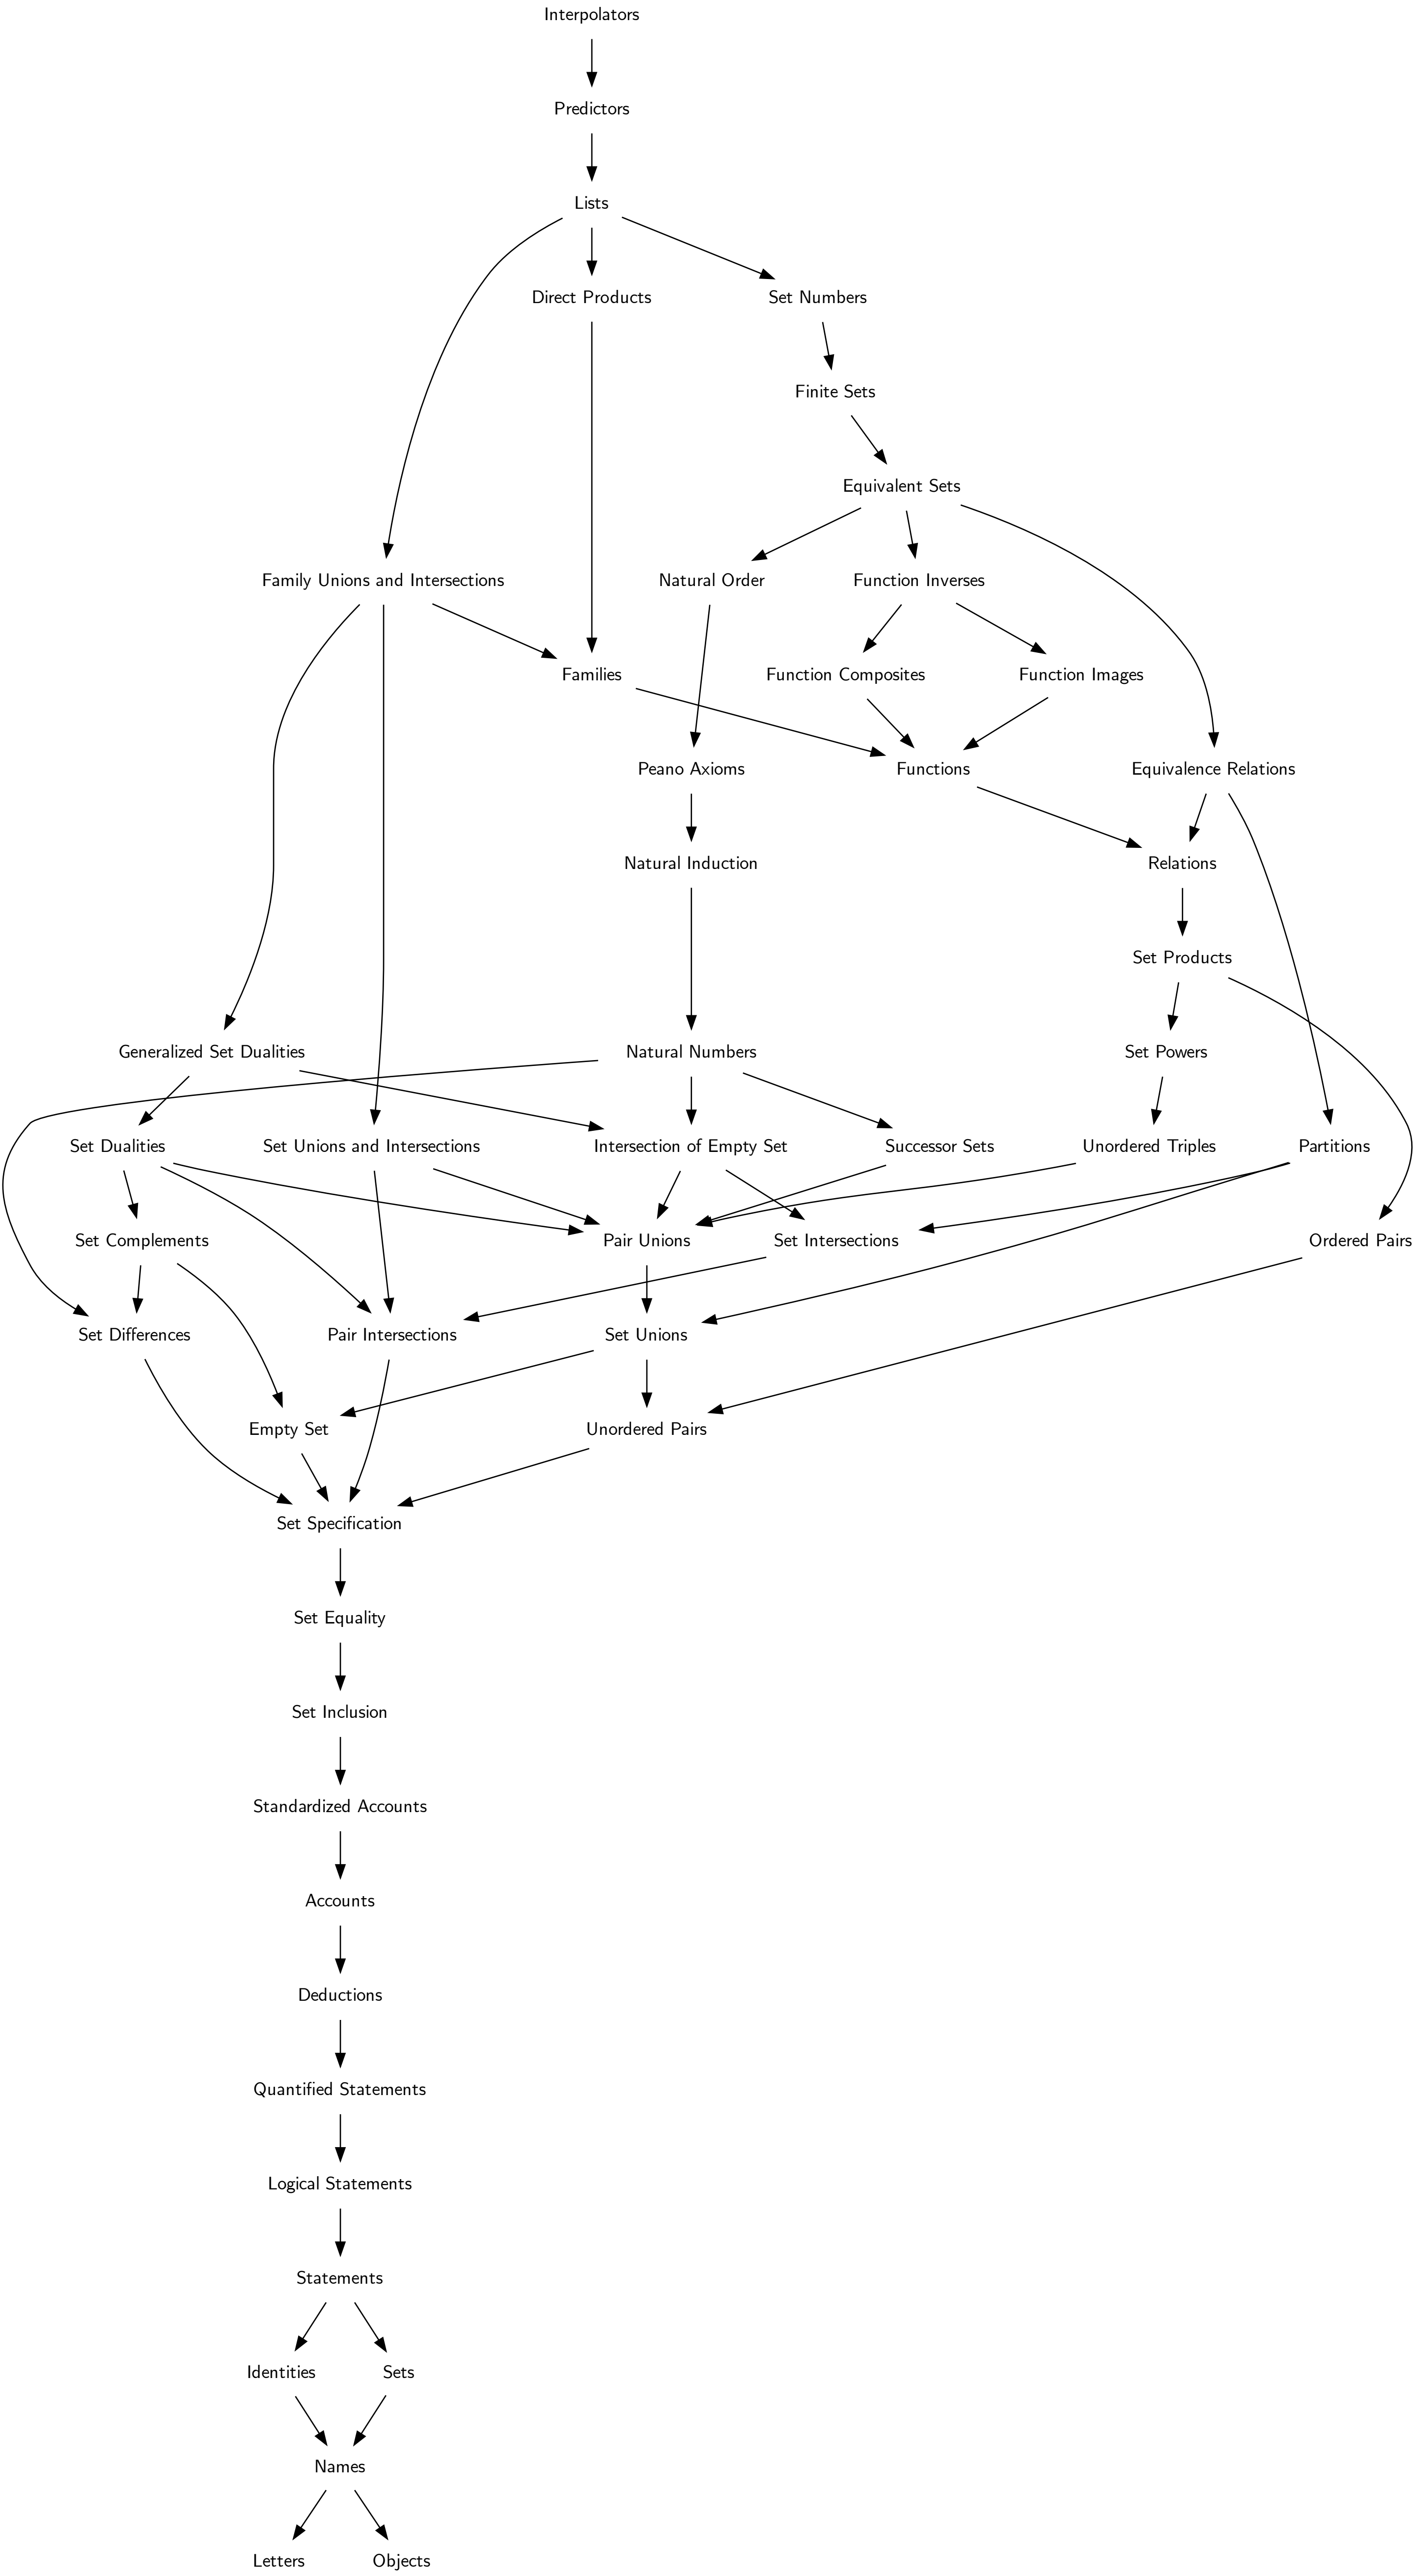 Interpolators
Predictors
Lists
Direct Products
Set Numbers
Finite Sets
Equivalent Sets
Family Unions and Intersections
Natural Order
Function Inverses
Families
Function Composites
Function Images
Peano Axioms
Functions
Equivalence Relations
Natural Induction
Relations
Set Products
Generalized Set Dualities
Natural Numbers
Set Powers
Set Dualities
Set Unions and Intersections
Intersection of Empty Set
Successor Sets
Unordered Triples
Partitions
Set Complements
Pair Unions
Set Intersections
Ordered Pairs
Set Differences
Pair Intersections
Set Unions
Empty Set
Unordered Pairs
Set Specification
Set Equality
Set Inclusion
Standardized Accounts
Accounts
Deductions
Quantified Statements
Logical Statements
Statements
Identities
Sets
Names
Letters
Objects